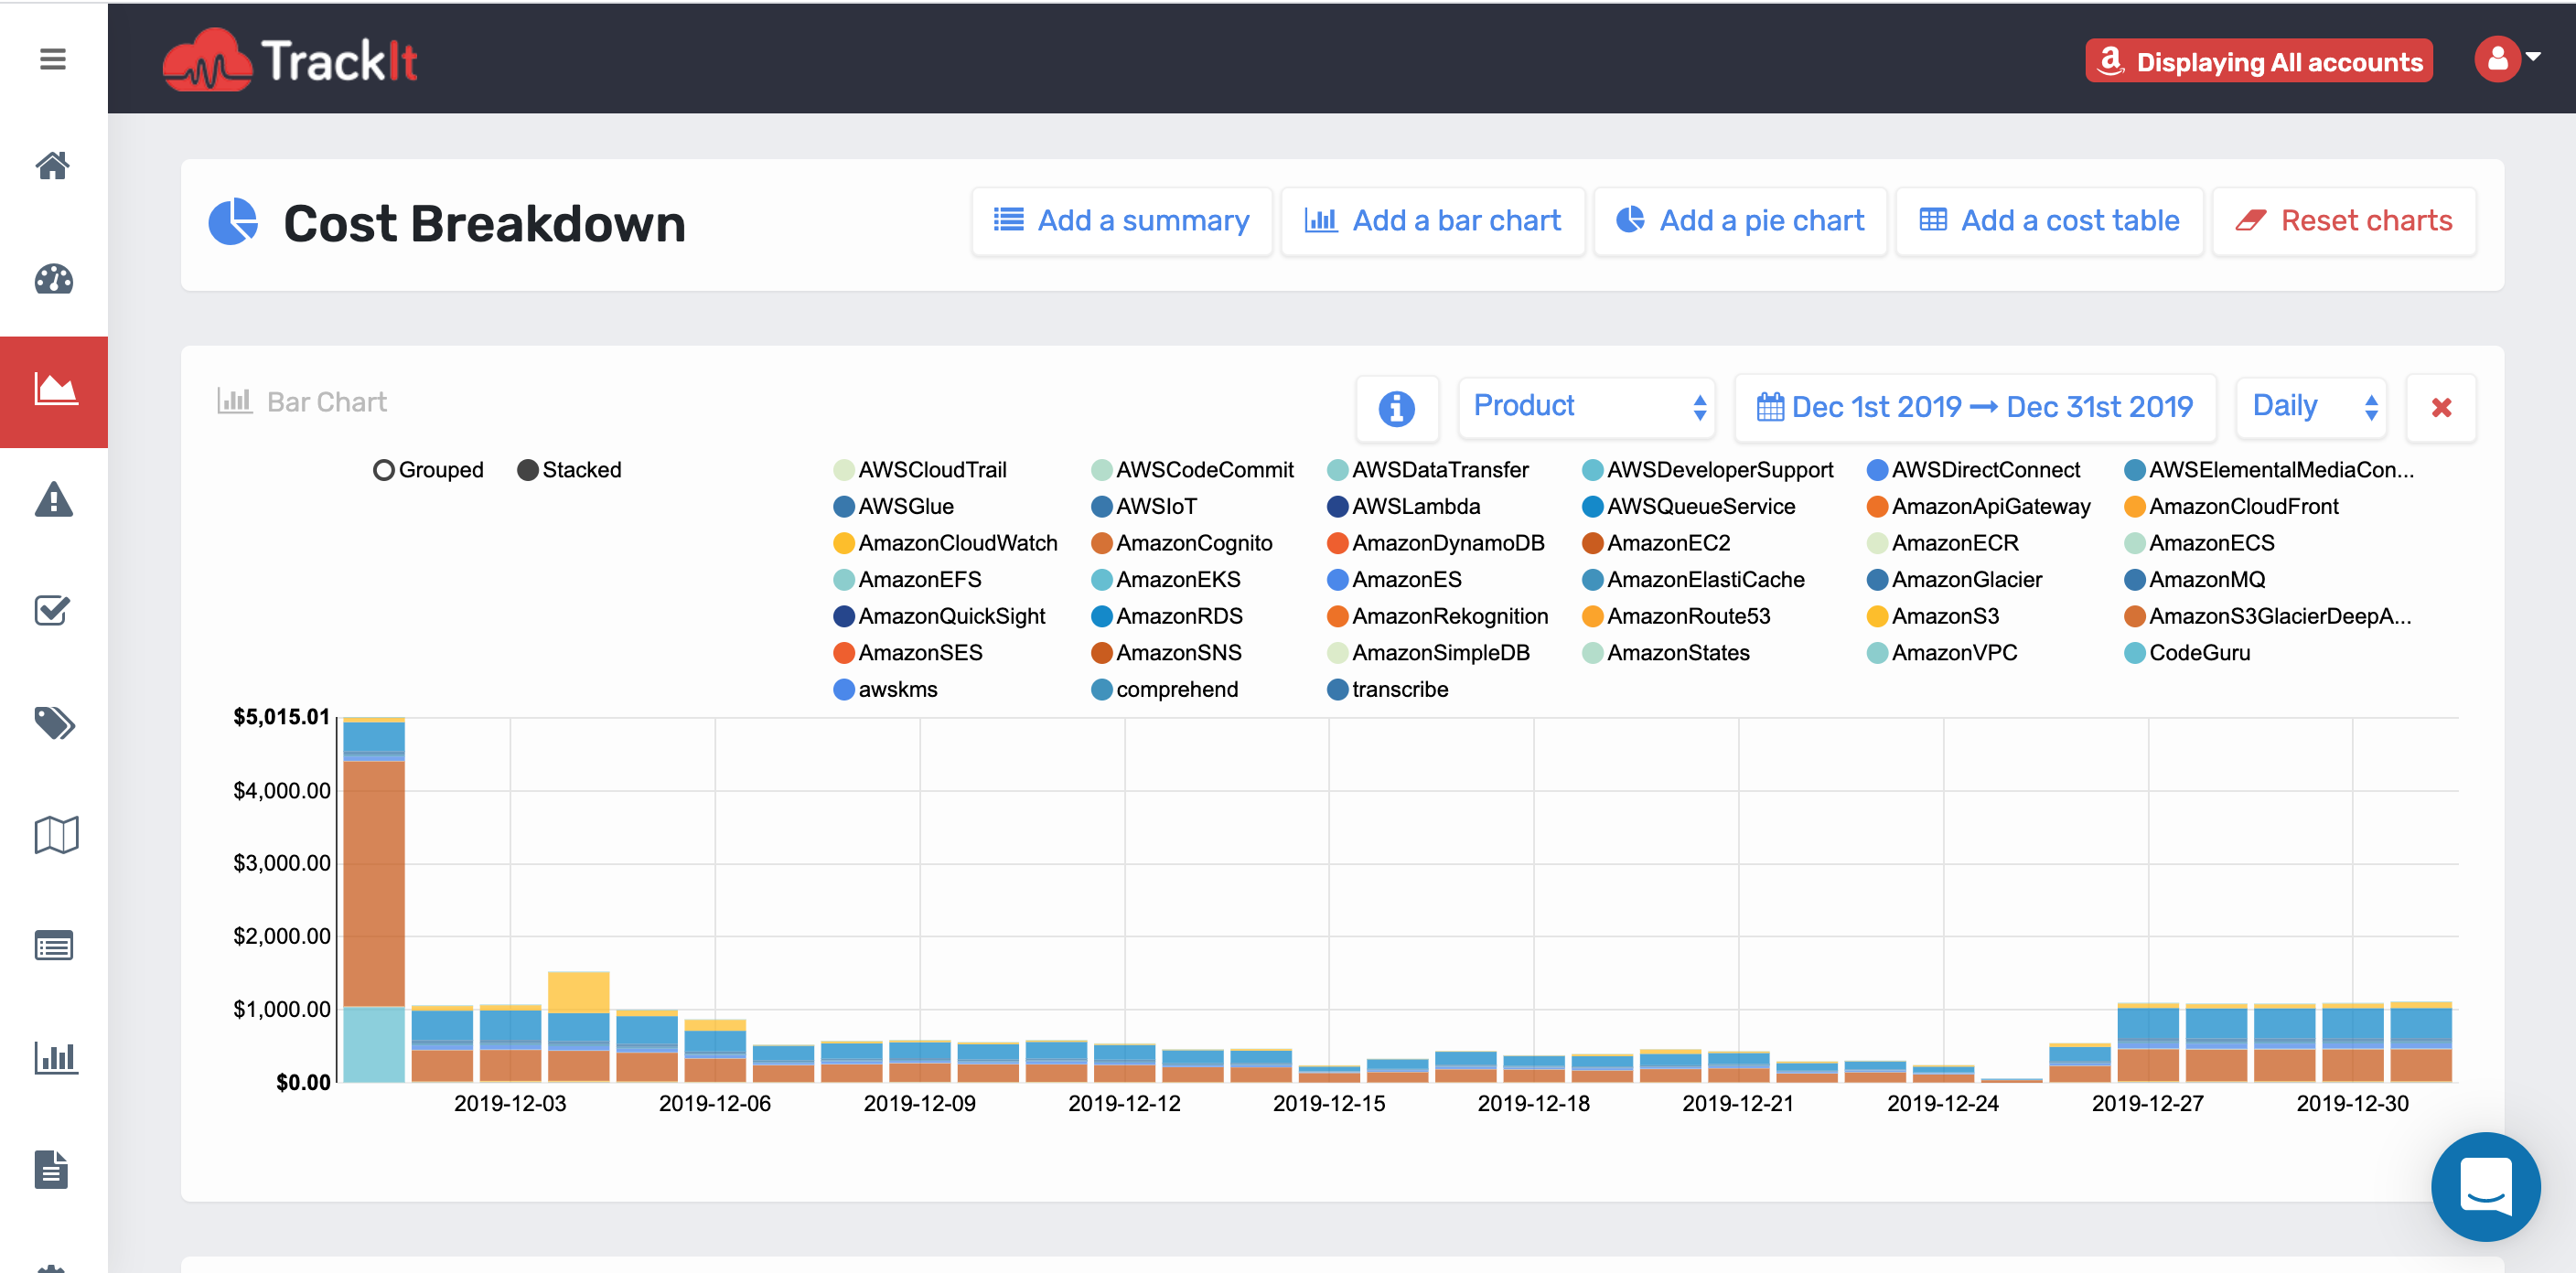 TrackIt
a Displaying All accounts
Cost Breakdown
Add a summary
Add a bar chart
Add a pie chart
Add a cost table
Reset charts
Bar Chart
Product
Dec 1st 2019 → Dec 31st 2019
Daily
Grouped Stacked
AWSCloudTrail AWSCodeCommit AWSDataTransfer AWSDeveloperSupport AWSDirectConnect AWSElementalMediaCon...
AWSGlue AWSIoT AWSLambda AWSQueueService AmazonApiGateway AmazonCloudFront
AmazonCloudWatch AmazonCognito AmazonDynamoDB AmazonEC2 AmazonECR AmazonECS
AmazonEFS AmazonEKS AmazonES AmazonElastiCache AmazonGlacier AmazonMQ
AmazonQuickSight AmazonRDS AmazonRekognition AmazonRoute53 AmazonS3 AmazonS3GlacierDeepA...
AmazonSES AmazonSNS AmazonSimpleDB AmazonStates AmazonVPC CodeGuru
awskms comprehend transcribe
$5,015.01
$4,000.00
$3,000.00
$2,000.00
$1,000.00
$0.00
2019-12-03 2019-12-06 2019-12-09 2019-12-12 2019-12-15 2019-12-18 2019-12-21 2019-12-24 2019-12-27 2019-12-30